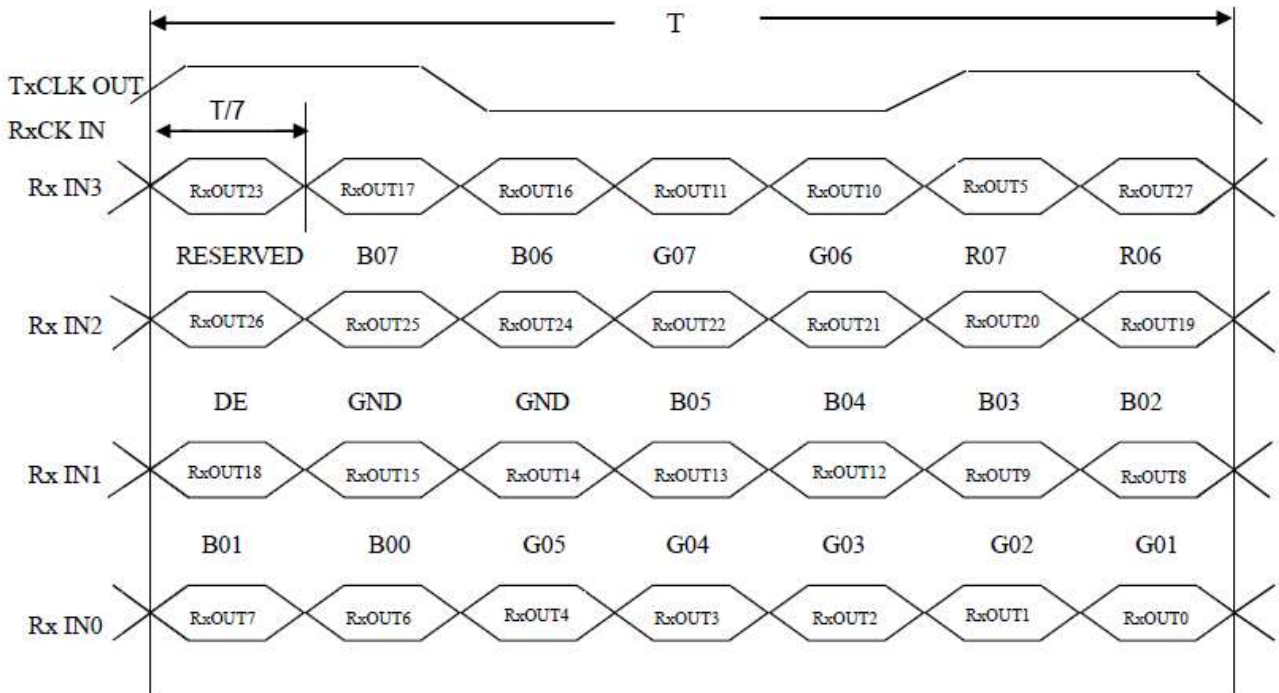 T
TxCLK OUT
T/7
RxCK IN
Rx IN3 RxOUT23 RxOUT17 RxOUT16 RxOUT11 RxOUT10 RxOUT5 RxOUT27
RESERVED B07 B06 G07 G06 R07 R06
Rx IN2 RxOUT26 RxOUT25 RxOUT24 RxOUT22 RxOUT21 RxOUT20 RxOUT19
DE GND GND B05 B04 B03 B02
Rx IN1 RxOUT18 RxOUT15 RxOUT14 RxOUT13 RxOUT12 RxOUT9 RxOUT8
B01 B00 G05 G04 G03 G02 G01
Rx IN0 RxOUT7 RxOUT6 RxOUT4 RxOUT3 RxOUT2 RxOUT1 RxOUT0